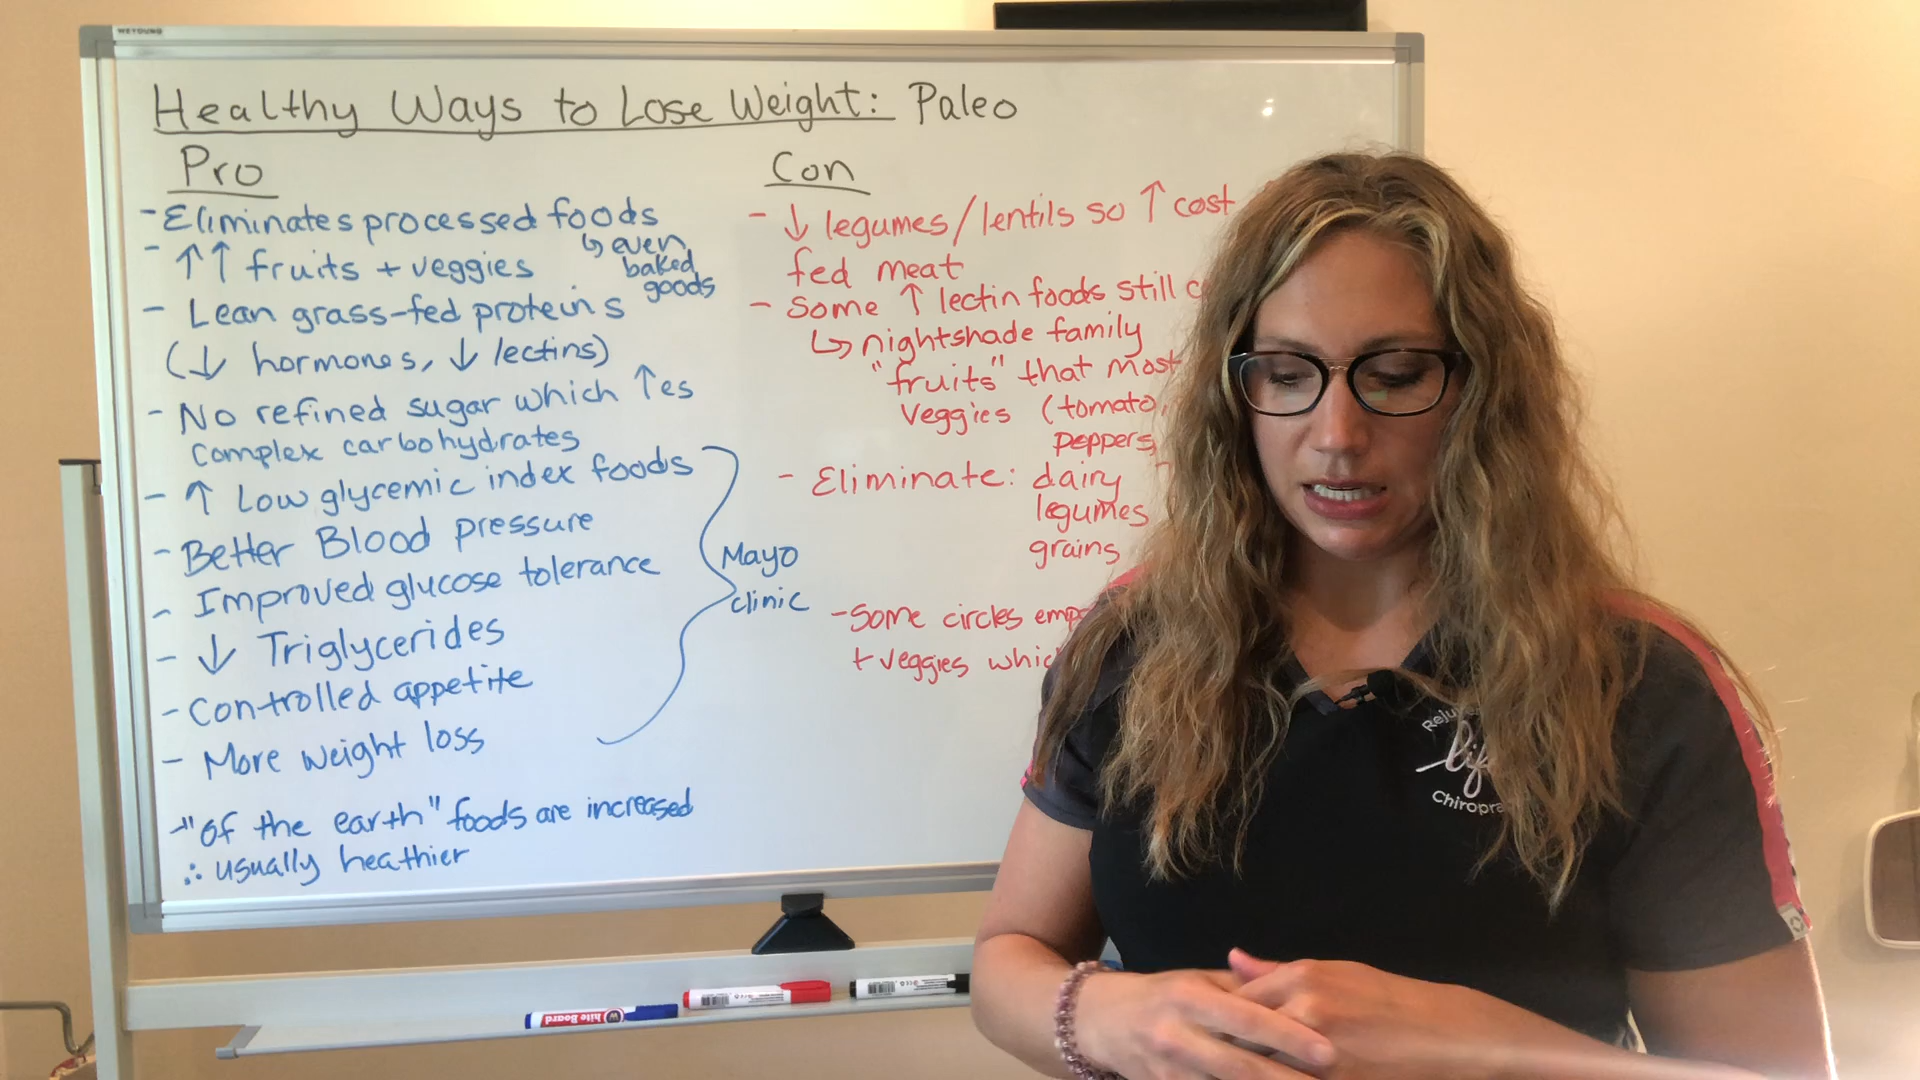 WEYOUNG
Healthy Ways to Lose Weight: Paleo
Pro
- Eliminates processed foods
↳ even
baked
goods
- ↑↑ fruits + veggies
- Lean grass-fed proteins
(↓ hormones, ↓ lectins)
- No refined sugar which ↑es
complex carbohydrates
- ↑ Low glycemic index foods
- Better Blood pressure
- Improved glucose tolerance
- ↓ Triglycerides
- Controlled appetite
- More weight loss
Mayo
clinic
- "of the earth" foods are increased
∴ usually heathier
Con
- ↓ legumes/lentils so ↑ cost
fed meat
- Some ↑ lectin foods still
↳ nightshade family
"fruits" that most
veggies (tomato,
peppers,
- Eliminate: dairy
legumes
grains
- Some circles
+ veggies
Life
White Board